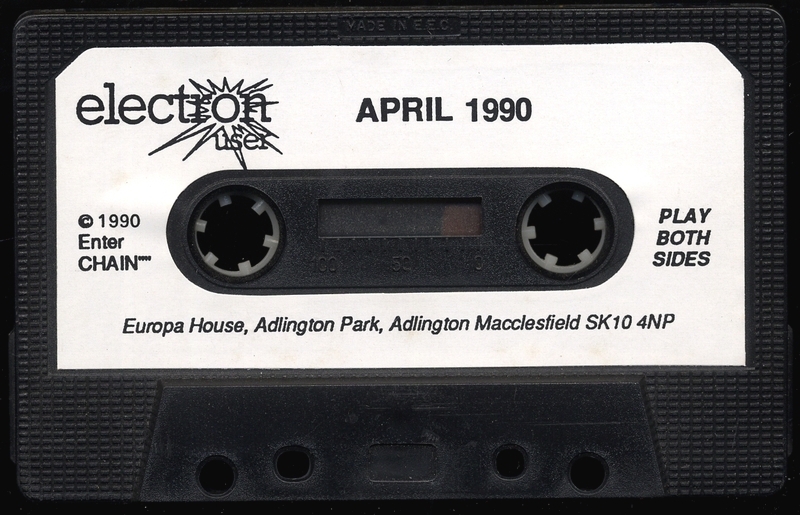 MADE IN E.E.C.
electron
user
APRIL 1990
© 1990
Enter
CHAIN""
PLAY
BOTH
SIDES
100 50 0
Europa House, Adlington Park, Adlington Macclesfield SK10 4NP